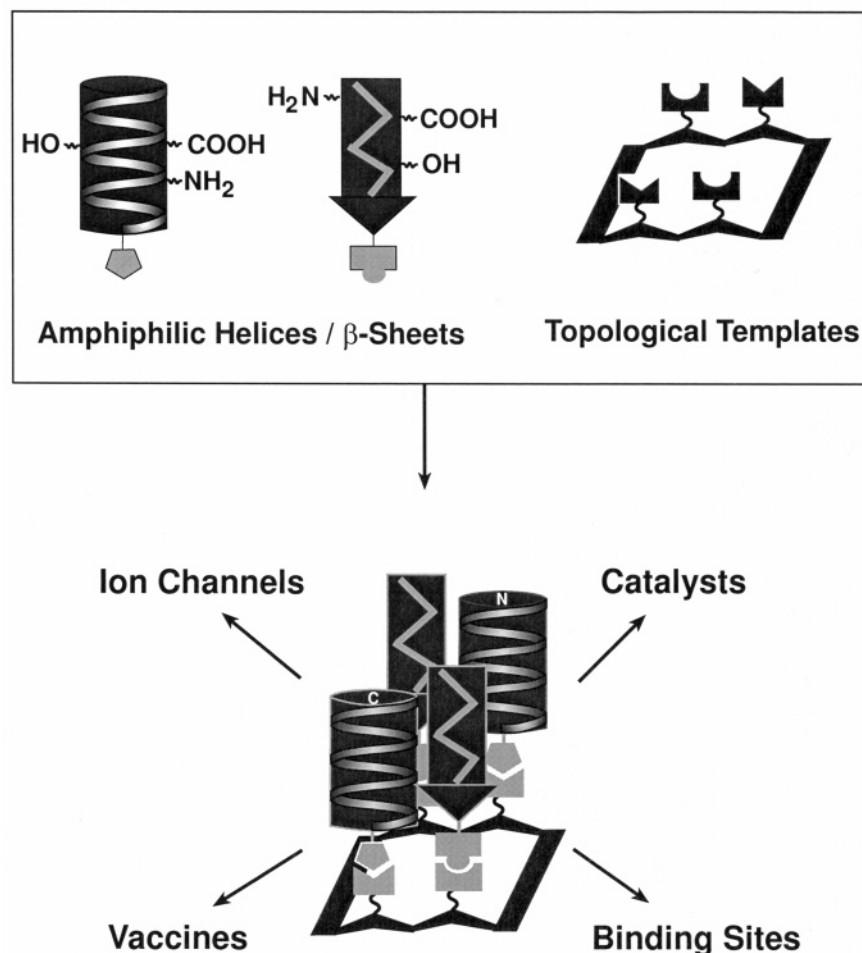 H₂N
HO
COOH
NH₂
COOH
OH
Amphiphilic Helices / β-Sheets
Topological Templates
Ion Channels
Catalysts
N
C
Vaccines
Binding Sites